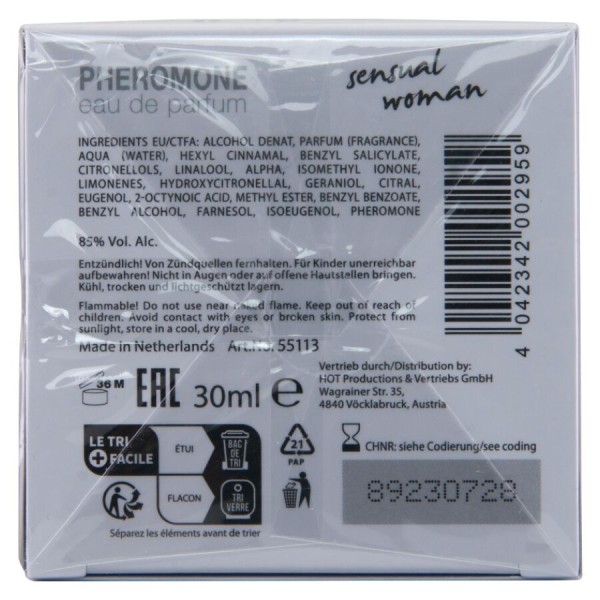 PHEROMONE
eau de parfum
sensual
woman
INGREDIENTS EU/CTFA: ALCOHOL DENAT, PARFUM (FRAGRANCE),
AQUA (WATER), HEXYL CINNAMAL, BENZYL SALICYLATE,
CITRONELLOLS, LINALOOL, ALPHA, ISOMETHYL IONONE,
LIMONENES, HYDROXYCITRONELLAL, GERANIOL, CITRAL,
EUGENOL, 2-OCTYNOIC ACID, METHYL ESTER, BENZYL BENZOATE,
BENZYL ALCOHOL, FARNESOL, ISOEUGENOL, PHEROMONE
85% Vol. Alc.
Entzündlich! Von Zündquellen fernhalten. Für Kinder unerreichbar
aufbewahren! Nicht in Augen oder auf offene Hautstellen bringen.
Kühl, trocken und lichtgeschützt lagern.
Flammable! Do not use near naked flame. Keep out of reach of
children. Avoid contact with eyes or broken skin. Protect from
sunlight, store in a cool, dry place.
Made in Netherlands Art.No. 55113
4 042342 002959
36 M
EAC 30ml e
Vertrieb durch/Distribution by:
HOT Productions & Vertriebs GmbH
Wagrainer Str. 35,
4840 Vöcklabruck, Austria
LE TRI
+ FACILE
ÉTUI
BAC
DE
TRI
FLACON
TRI
VERRE
Séparez les éléments avant de trier
21
PAP
CHNR: siehe Codierung/see coding
89230728